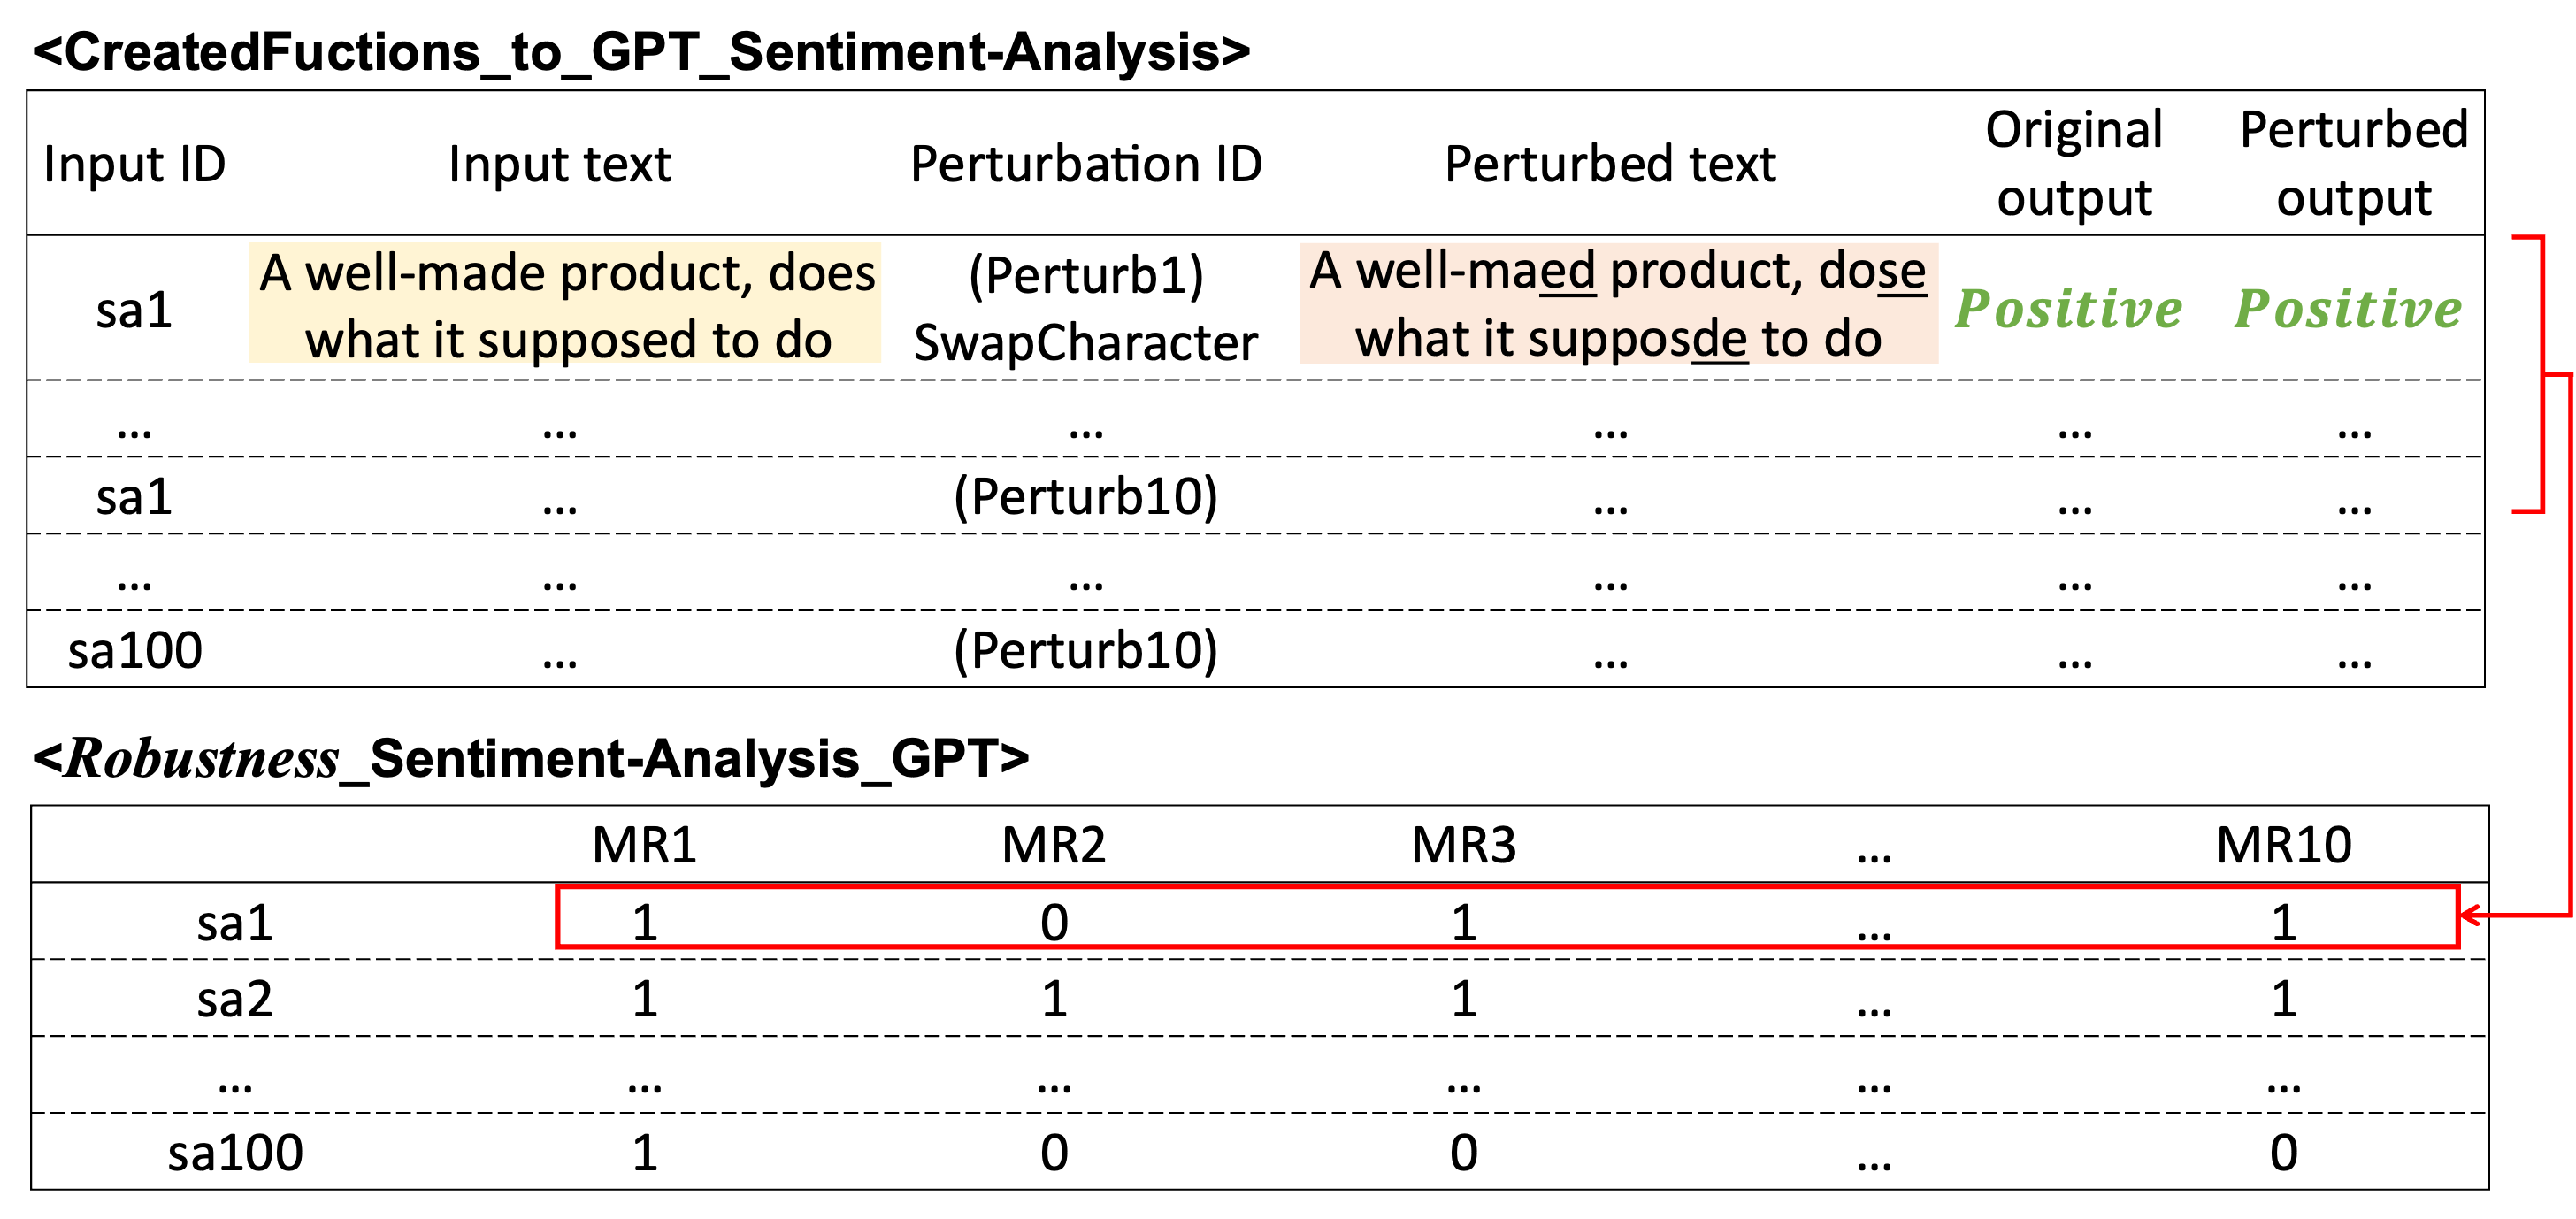 <CreatedFuctions_to_GPT_Sentiment-Analysis>
Input ID Input text Perturbation ID Perturbed text Original output Perturbed output
sa1 A well-made product, does what it supposed to do (Perturb1) SwapCharacter A well-maed product, dose what it supposde to do Positive Positive
... ... ... ... ... ...
sa1 ... (Perturb10) ... ... ...
... ... ... ... ... ...
sa100 ... (Perturb10) ... ... ...
<Robustness_Sentiment-Analysis_GPT>
MR1 MR2 MR3 ... MR10
sa1 1 0 1 ... 1
sa2 1 1 1 ... 1
... ... ... ... ... ...
sa100 1 0 0 ... 0